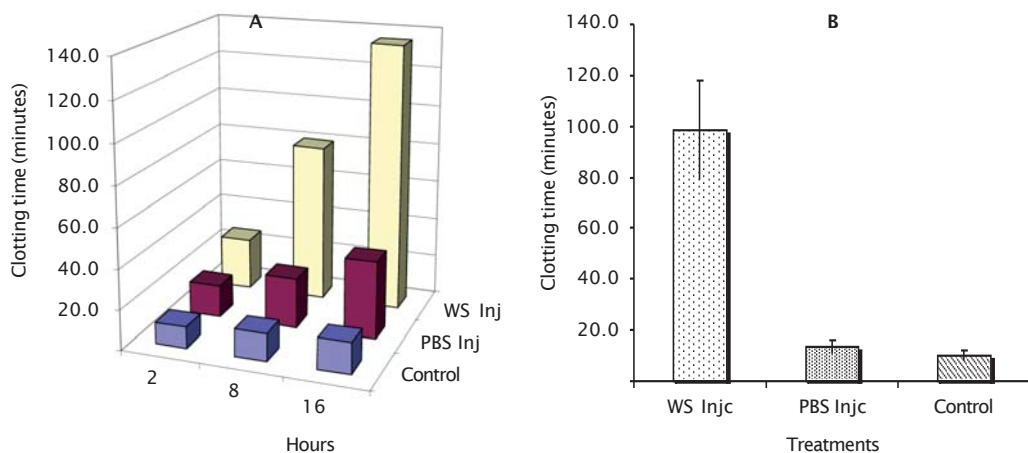 A
Clotting time (minutes)
140.0
120.0
100.0
80.0
60.0
40.0
20.0
2
8
16
Hours
WS Inj
PBS Inj
Control
B
Clotting time (minutes)
140.0
120.0
100.0
80.0
60.0
40.0
20.0
0
WS Injc
PBS Injc
Control
Treatments